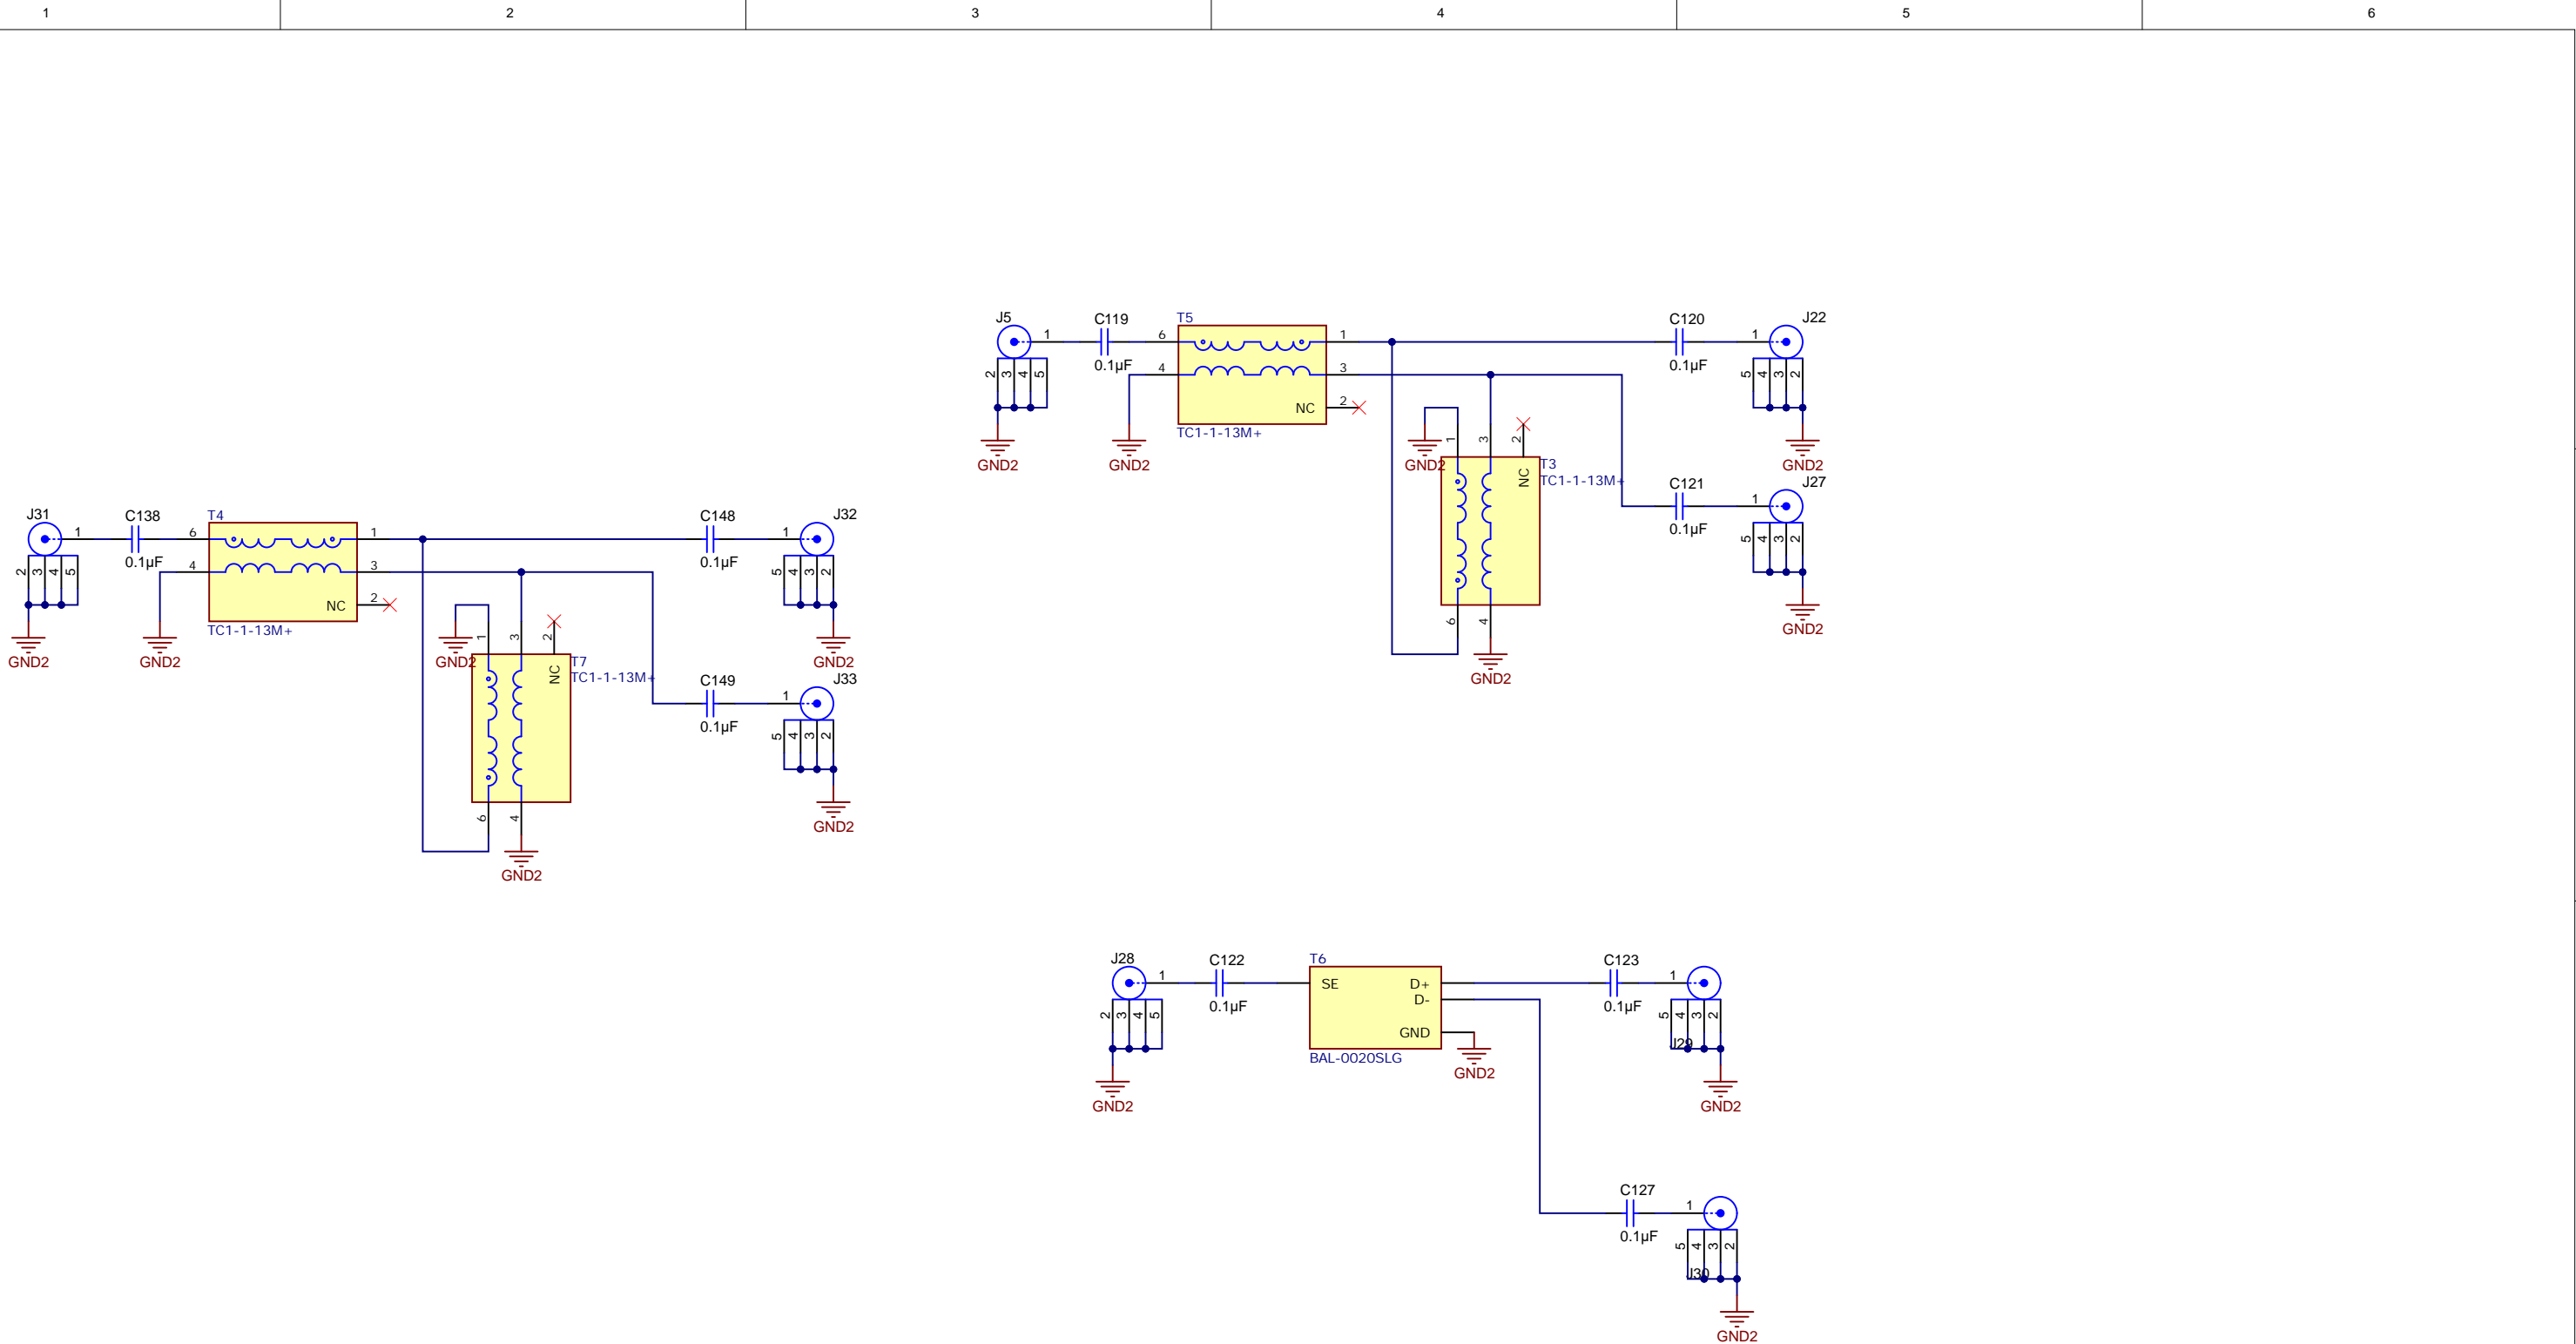 1 2 3 4 5 6
J5 1 C119 0.1µF
2 3 4 5
GND2
T5
6 1
4 3
NC 2
TC1-1-13M+
GND2
C120
0.1µF
1 J22
5 4 3 2
GND2
GND2
1 3 2
NC
T3
TC1-1-13M+
6 4
GND2
C121
0.1µF
1 J27
5 4 3 2
GND2
J31 1 C138 0.1µF
2 3 4 5
GND2
T4
6 1
4 3
NC 2
TC1-1-13M+
GND2
C148
0.1µF
1 J32
5 4 3 2
GND2
GND2
1 3 2
NC
T7
TC1-1-13M+
6 4
GND2
C149
0.1µF
1 J33
5 4 3 2
GND2
J28 1 C122 0.1µF
2 3 4 5
GND2
T6
SE D+
D-
GND
BAL-0020SLG
GND2
C123
0.1µF
1
5 4 3 2
J29
GND2
C127
0.1µF
1
5 4 3 2
J30
GND2